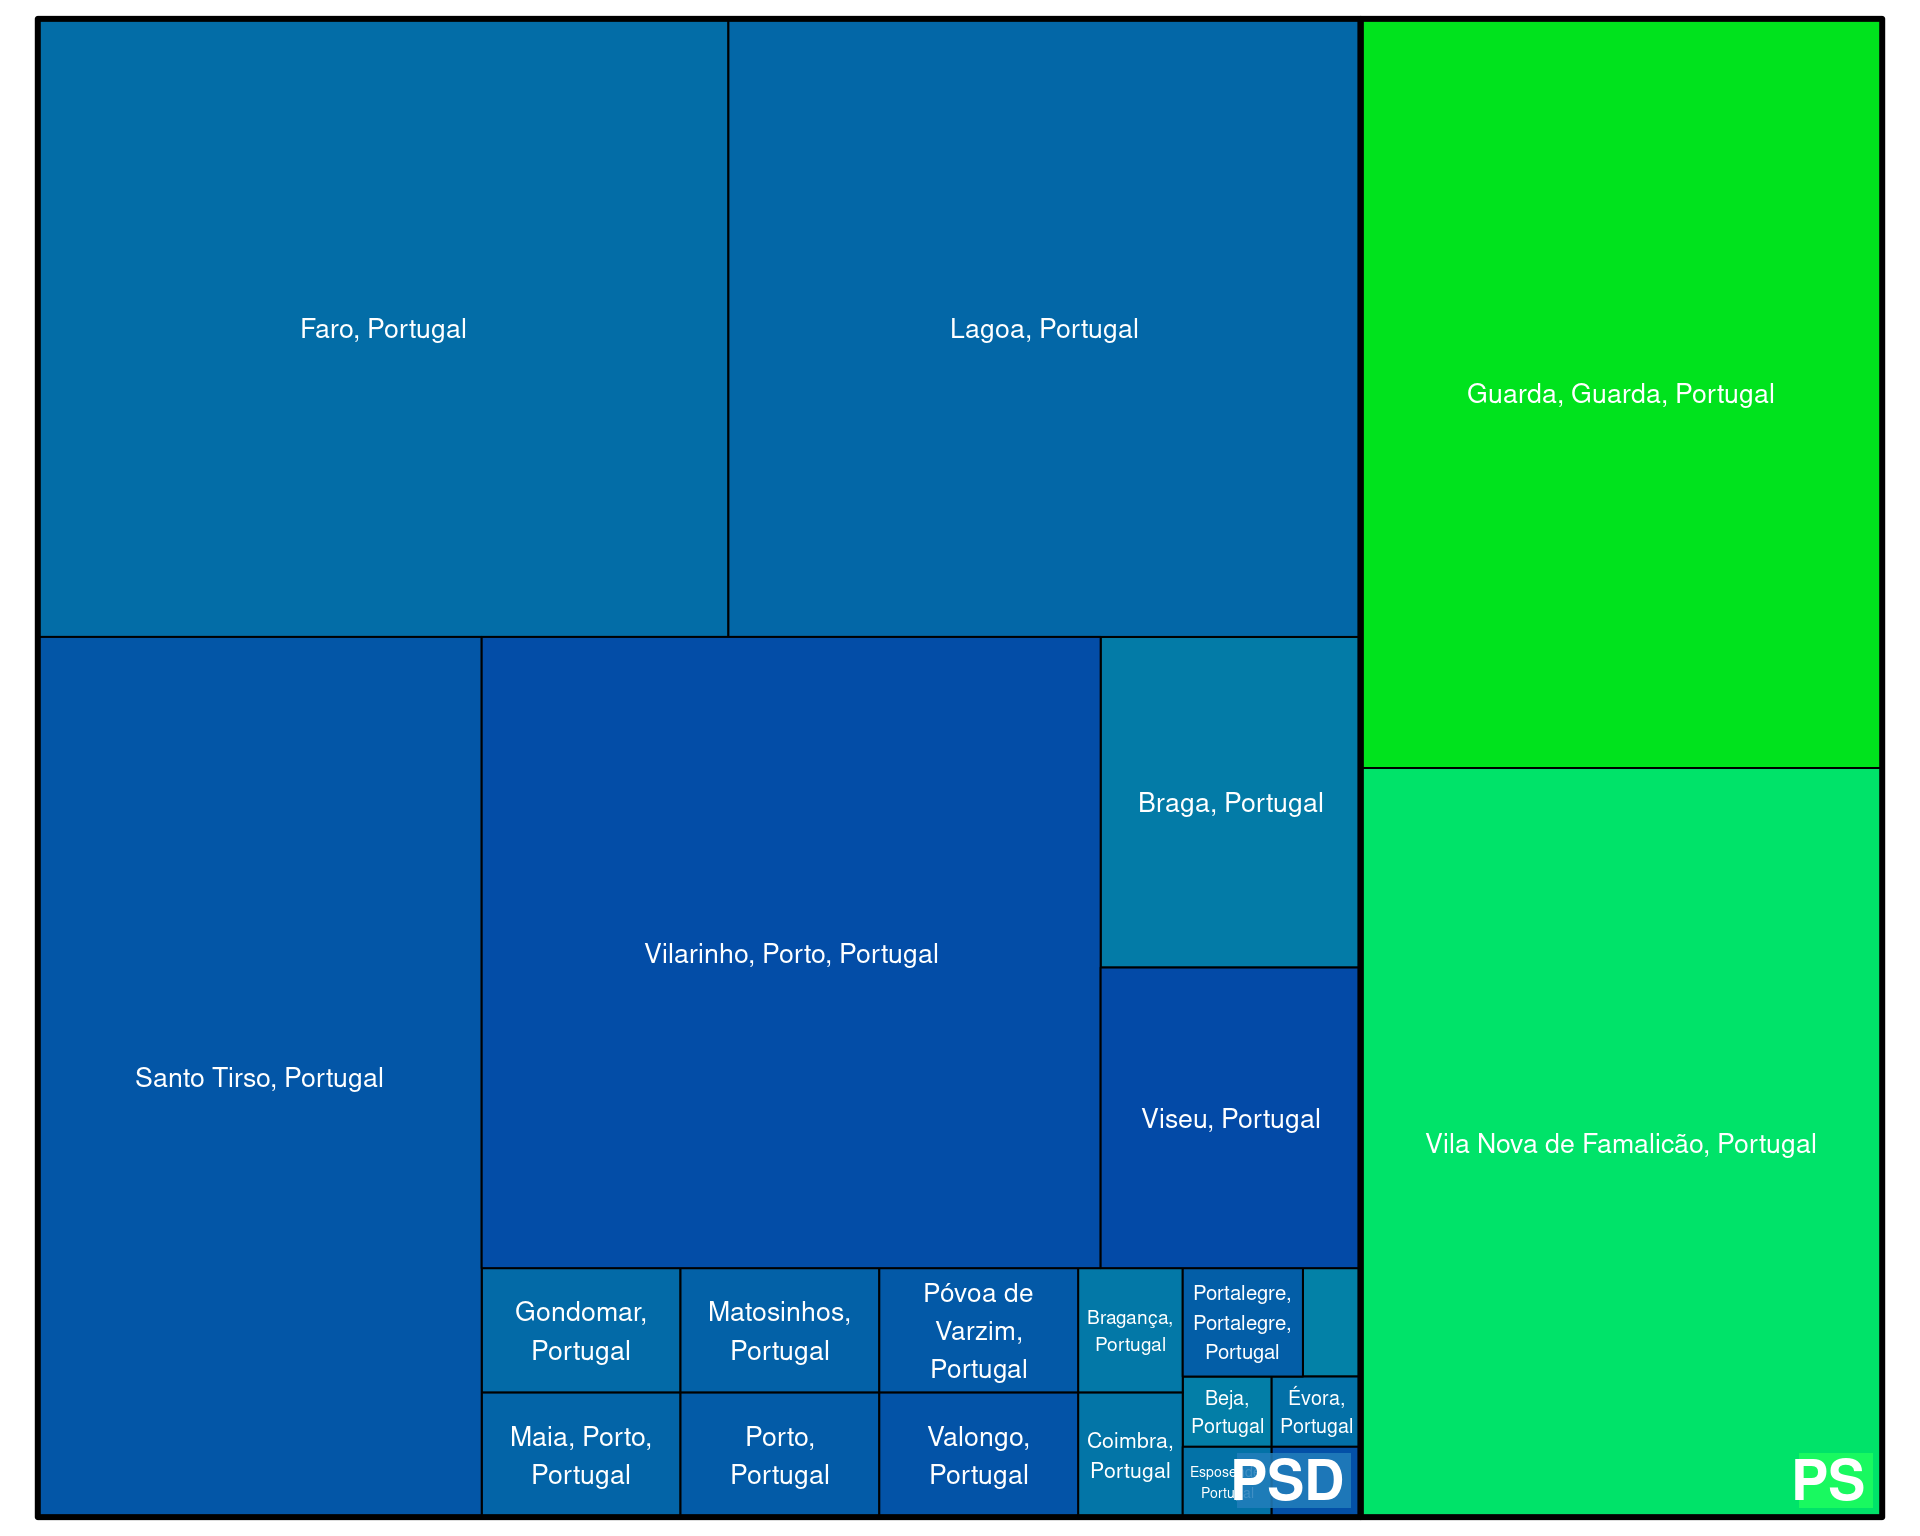 Faro, Portugal
Lagoa, Portugal
Guarda, Guarda, Portugal
Santo Tirso, Portugal
Vilarinho, Porto, Portugal
Braga, Portugal
Viseu, Portugal
Vila Nova de Famalicão, Portugal
Gondomar,
Portugal
Matosinhos,
Portugal
Póvoa de
Varzim,
Portugal
Bragança,
Portugal
Portalegre,
Portalegre,
Portugal
Maia, Porto,
Portugal
Porto,
Portugal
Valongo,
Portugal
Coimbra,
Portugal
Beja,
Portugal
Évora,
Portugal
Portugal
PSD
PS